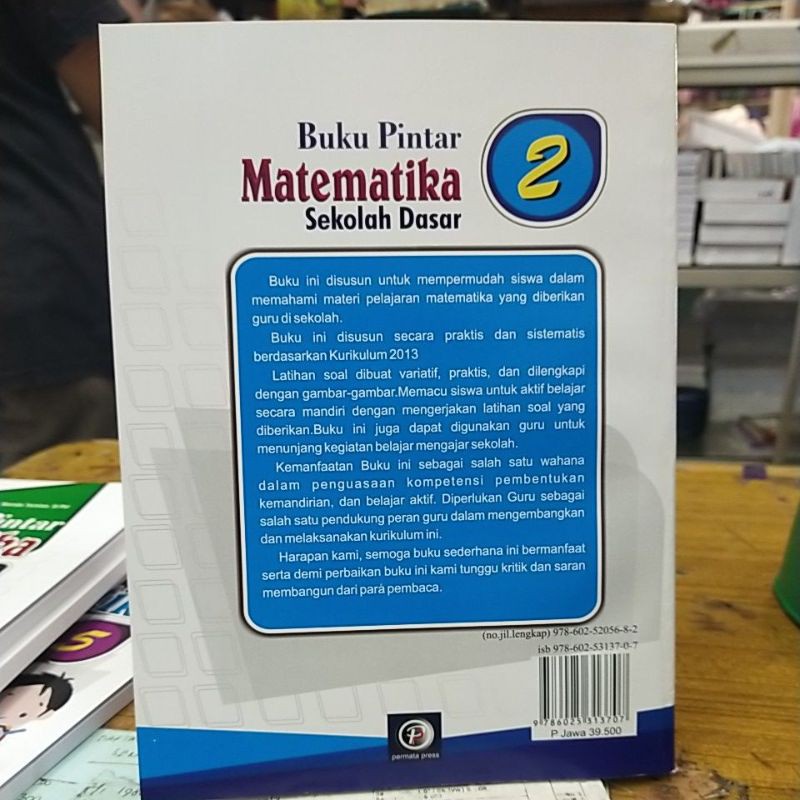 Buku Pintar
Matematika
Sekolah Dasar
2
Buku ini disusun untuk mempermudah siswa dalam
memahami materi pelajaran matematika yang diberikan
guru di sekolah.
Buku ini disusun secara praktis dan sistematis
berdasarkan Kurikulum 2013
Latihan soal dibuat variatif, praktis, dan dilengkapi
dengan gambar-gambar.Memacu siswa untuk aktif belajar
secara mandiri dengan mengerjakan latihan soal yang
diberikan.Buku ini juga dapat digunakan guru untuk
menunjang kegiatan belajar mengajar sekolah.
Kemanfaatan Buku ini sebagai salah satu wahana
dalam penguasaan kompetensi pembentukan
kemandirian, dan belajar aktif. Diperlukan Guru sebagai
salah satu pendukung peran guru dalam mengembangkan
dan melaksanakan kurikulum ini.
Harapan kami, semoga buku sederhana ini bermanfaat
serta demi perbaikan buku ini kami tunggu kritik dan saran
membangun dari para pembaca.
(no.jil.lengkap) 978-602-52056-8-2
isb 978-602-53137-0-7
9 786025 313707
P Jawa 39.500
P
permata press
5